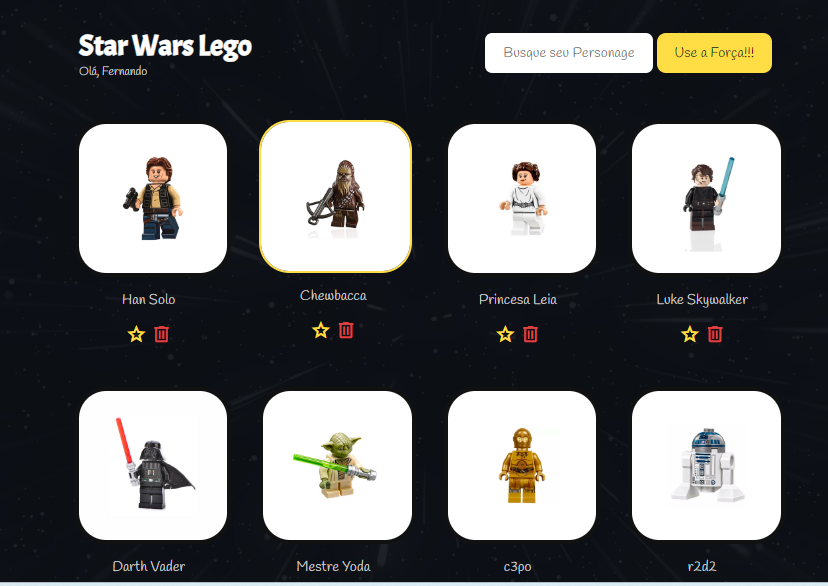 Star Wars Lego
Olá, Fernando
Busque seu Personage
Use a Força!!!
Han Solo
Chewbacca
Princesa Leia
Luke Skywalker
Darth Vader
Mestre Yoda
c3po
r2d2